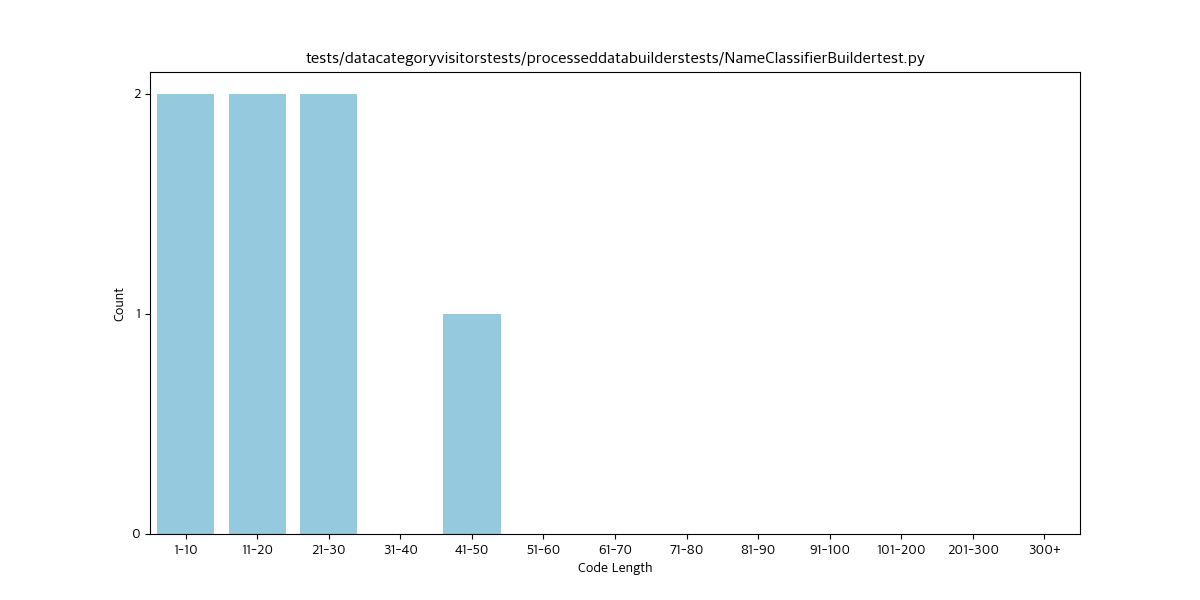 tests/datacategoryvisitorstests/processeddatabuilderstests/NameClassifierBuildertest.py
2
1
0
Count
1-10 11-20 21-30 31-40 41-50 51-60 61-70 71-80 81-90 91-100 101-200 201-300 300+
Code Length